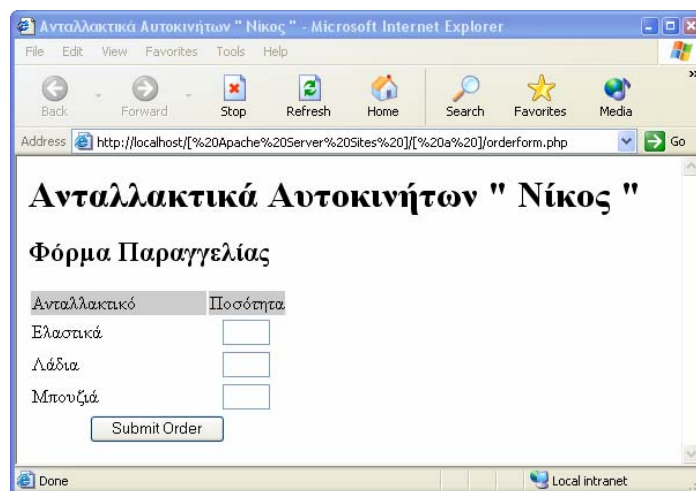 Ανταλλακτικά Αυτοκινήτων " Νίκος " - Microsoft Internet Explorer
File Edit View Favorites Tools Help
Back Forward Stop Refresh Home Search Favorites Media »
Address http://localhost/[%20Apache%20Server%20Sites%20]/[%20a%20]/orderform.php Go
Ανταλλακτικά Αυτοκινήτων " Νίκος "
Φόρμα Παραγγελίας
Ανταλλακτικό Ποσότητα
Ελαστικά
Λάδια
Μπουζιά
Submit Order
Done Local intranet